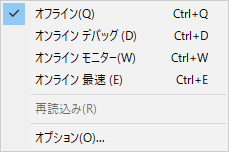 オフライン(Q) Ctrl+Q
オンライン デバッグ (D) Ctrl+D
オンライン モニター(W) Ctrl+W
オンライン 最速 (E) Ctrl+E
再読込み(R)
オプション(O)...